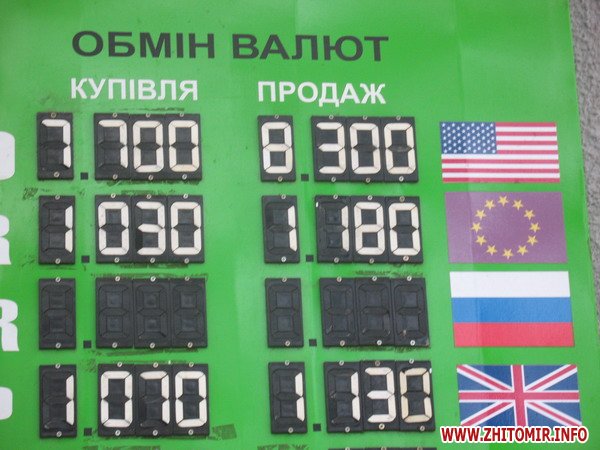 ОБМІН ВАЛЮТ
КУПІВЛЯ ПРОДАЖ
7.700 8.300
1.030 1.180
1.070 1.130
WWW.ZHITOMIR.INFO